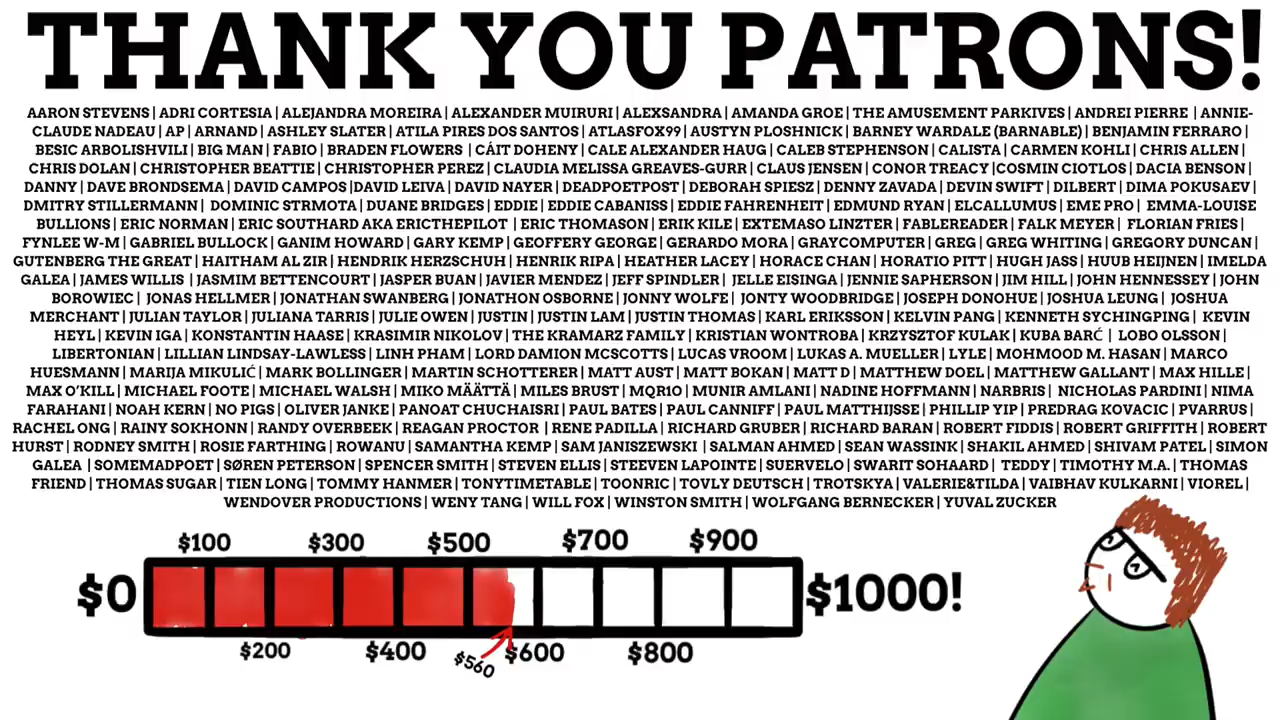 THANK YOU PATRONS!
AARON STEVENS | ADRI CORTESIA | ALEJANDRA MOREIRA | ALEXANDER MUIRURI | ALEXSANDRA | AMANDA GROE | THE AMUSEMENT PARKIVES | ANDREI PIERRE | ANNIE-
CLAUDE NADEAU | AP | ARNAND | ASHLEY SLATER | ATILA PIRES DOS SANTOS | ATLASFOX99 | AUSTYN PLOSHNICK | BARNEY WARDALE (BARNABLE) | BENJAMIN FERRARO |
BESIC ARBOLISHVILI | BIG MAN | FABIO | BRADEN FLOWERS | CÁIT DOHENY | CALE ALEXANDER HAUG | CALEB STEPHENSON | CALISTA | CARMEN KOHLI | CHRIS ALLEN |
CHRIS DOLAN | CHRISTOPHER BEATTIE | CHRISTOPHER PEREZ | CLAUDIA MELISSA GREAVES-GURR | CLAUS JENSEN | CONOR TREACY |COSMIN CIOTLOS | DACIA BENSON |
DANNY | DAVE BRONDSEMA | DAVID CAMPOS |DAVID LEIVA | DAVID NAYER | DEADPOETPOST | DEBORAH SPIESZ | DENNY ZAVADA | DEVIN SWIFT | DILBERT | DIMA POKUSAEV |
DMITRY STILLERMANN | DOMINIC STRMOTA | DUANE BRIDGES | EDDIE | EDDIE CABANISS | EDDIE FAHRENHEIT | EDMUND RYAN | ELCALLUMUS | EME PRO | EMMA-LOUISE
BULLIONS | ERIC NORMAN | ERIC SOUTHARD AKA ERICTHEPILOT | ERIC THOMASON | ERIK KILE | EXTEMASO LINZTER | FABLEREADER | FALK MEYER | FLORIAN FRIES |
FYNLEE W-M | GABRIEL BULLOCK | GANIM HOWARD | GARY KEMP | GEOFFERY GEORGE | GERARDO MORA | GRAYCOMPUTER | GREG | GREG WHITING | GREGORY DUNCAN |
GUTENBERG THE GREAT | HAITHAM AL ZIR | HENDRIK HERZSCHUH | HENRIK RIPA | HEATHER LACEY | HORACE CHAN | HORATIO PITT | HUGH JASS | HUUB HEIJNEN | IMELDA
GALEA | JAMES WILLIS | JASMIM BETTENCOURT | JASPER BUAN | JAVIER MENDEZ | JEFF SPINDLER | JELLE EISINGA | JENNIE SAPHERSON | JIM HILL | JOHN HENNESSEY | JOHN
BOROWIEC | JONAS HELLMER | JONATHAN SWANBERG | JONATHON OSBORNE | JONNY WOLFE | JONTY WOODBRIDGE | JOSEPH DONOHUE | JOSHUA LEUNG | JOSHUA
MERCHANT | JULIAN TAYLOR | JULIANA TARRIS | JULIE OWEN | JUSTIN | JUSTIN LAM | JUSTIN THOMAS | KARL ERIKSSON | KELVIN PANG | KENNETH SYCHINGPING | KEVIN
HEYL | KEVIN IGA | KONSTANTIN HAASE | KRASIMIR NIKOLOV | THE KRAMARZ FAMILY | KRISTIAN WONTROBA | KRZYSZTOF KULAK | KUBA BARĆ | LOBO OLSSON |
LIBERTONIAN | LILLIAN LINDSAY-LAWLESS | LINH PHAM | LORD DAMION MCSCOTTS | LUCAS VROOM | LUKAS A. MUELLER | LYLE | MOHMOOD M. HASAN | MARCO
HUESMANN | MARIJA MIKULIĆ | MARK BOLLINGER | MARTIN SCHOTTERER | MATT AUST | MATT BOKAN | MATT D | MATTHEW DOEL | MATTHEW GALLANT | MAX HILLE |
MAX O'KILL | MICHAEL FOOTE | MICHAEL WALSH | MIKO MÄÄTTÄ | MILES BRUST | MQR10 | MUNIR AMLANI | NADINE HOFFMANN | NARBRIS | NICHOLAS PARDINI | NIMA
FARAHANI | NOAH KERN | NO PIGS | OLIVER JANKE | PANOAT CHUCHAISRI | PAUL BATES | PAUL CANNIFF | PAUL MATTHIJSSE | PHILLIP YIP | PREDRAG KOVACIC | PVARRUS |
RACHEL ONG | RAINY SOKHONN | RANDY OVERBEEK | REAGAN PROCTOR | RENE PADILLA | RICHARD GRUBER | RICHARD BARAN | ROBERT FIDDIS | ROBERT GRIFFITH | ROBERT
HURST | RODNEY SMITH | ROSIE FARTHING | ROWANU | SAMANTHA KEMP | SAM JANISZEWSKI | SALMAN AHMED | SEAN WASSINK | SHAKIL AHMED | SHIVAM PATEL | SIMON
GALEA | SOMEMADPOET | SØREN PETERSON | SPENCER SMITH | STEVEN ELLIS | STEEVEN LAPOINTE | SUERVELO | SWARIT SOHAARD | TEDDY | TIMOTHY M.A. | THOMAS
FRIEND | THOMAS SUGAR | TIEN LONG | TOMMY HANMER | TONYTIMETABLE | TOONRIC | TOVLY DEUTSCH | TROTSKYA | VALERIE&TILDA | VAIBHAV KULKARNI | VIOREL |
WENDOVER PRODUCTIONS | WENY TANG | WILL FOX | WINSTON SMITH | WOLFGANG BERNECKER | YUVAL ZUCKER
$100 $300 $500 $700 $900
$0 $1000!
$200 $400 $560 $600 $800